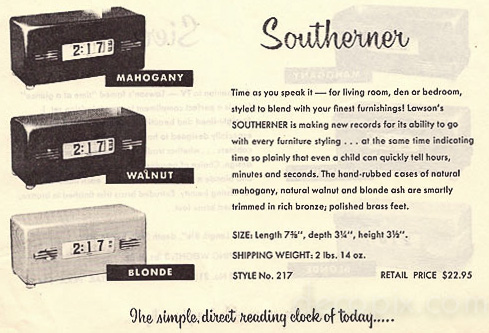 Southerner
2:17
MAHOGANY
2:17
WALNUT
2:17
BLONDE
Time as you speak it — for living room, den or bedroom,
styled to blend with your finest furnishings! Lawson's
SOUTHERNER is making new records for its ability to go
with every furniture styling . . . at the same time indicating
time so plainly that even a child can quickly tell hours,
minutes and seconds. The hand-rubbed cases of natural
mahogany, natural walnut and blonde ash are smartly
trimmed in rich bronze; polished brass feet.
SIZE: Length 7⅝", depth 3¼", height 3½".
SHIPPING WEIGHT: 2 lbs. 14 oz.
STYLE No. 217 RETAIL PRICE $22.95
The simple, direct reading clock of today.....